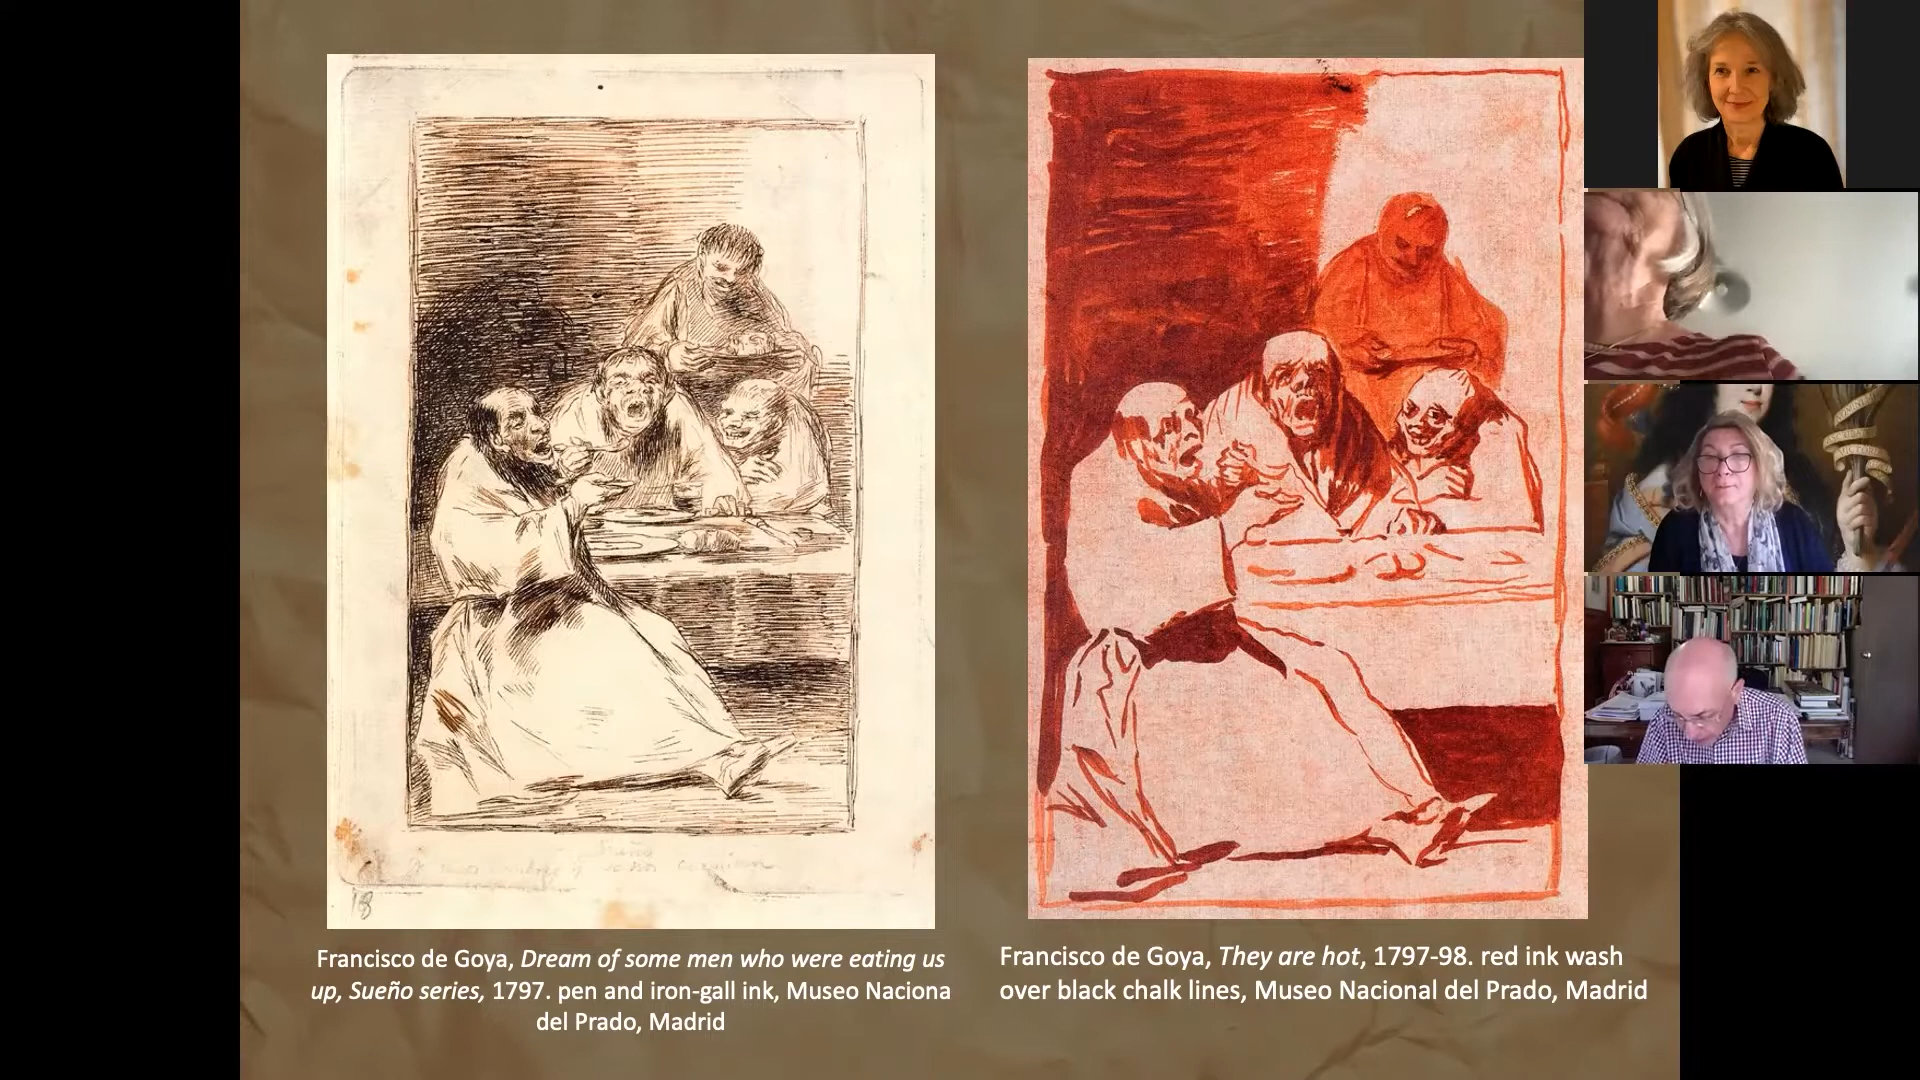 18
Francisco de Goya, Dream of some men who were eating us
up, Sueño series, 1797. pen and iron-gall ink, Museo Naciona
del Prado, Madrid
Francisco de Goya, They are hot, 1797-98. red ink wash
over black chalk lines, Museo Nacional del Prado, Madrid